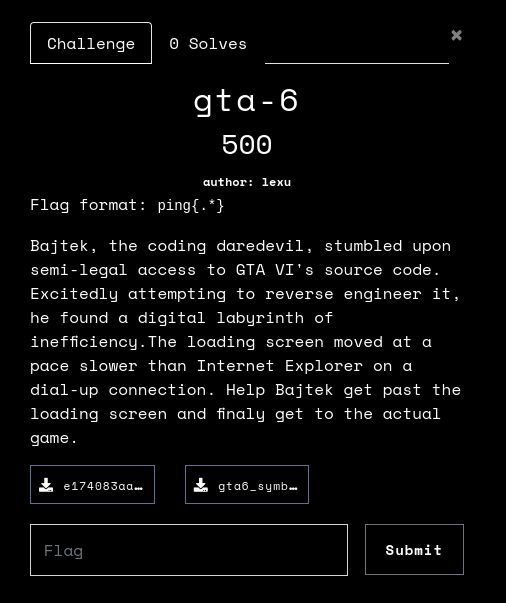 Challenge 0 Solves ×
gta-6
500
author: lexu
Flag format: ping{.*}
Bajtek, the coding daredevil, stumbled upon
semi-legal access to GTA VI's source code.
Excitedly attempting to reverse engineer it,
he found a digital labyrinth of
inefficiency.The loading screen moved at a
pace slower than Internet Explorer on a
dial-up connection. Help Bajtek get past the
loading screen and finaly get to the actual
game.
e174083aa… gta6_symb…
Flag Submit